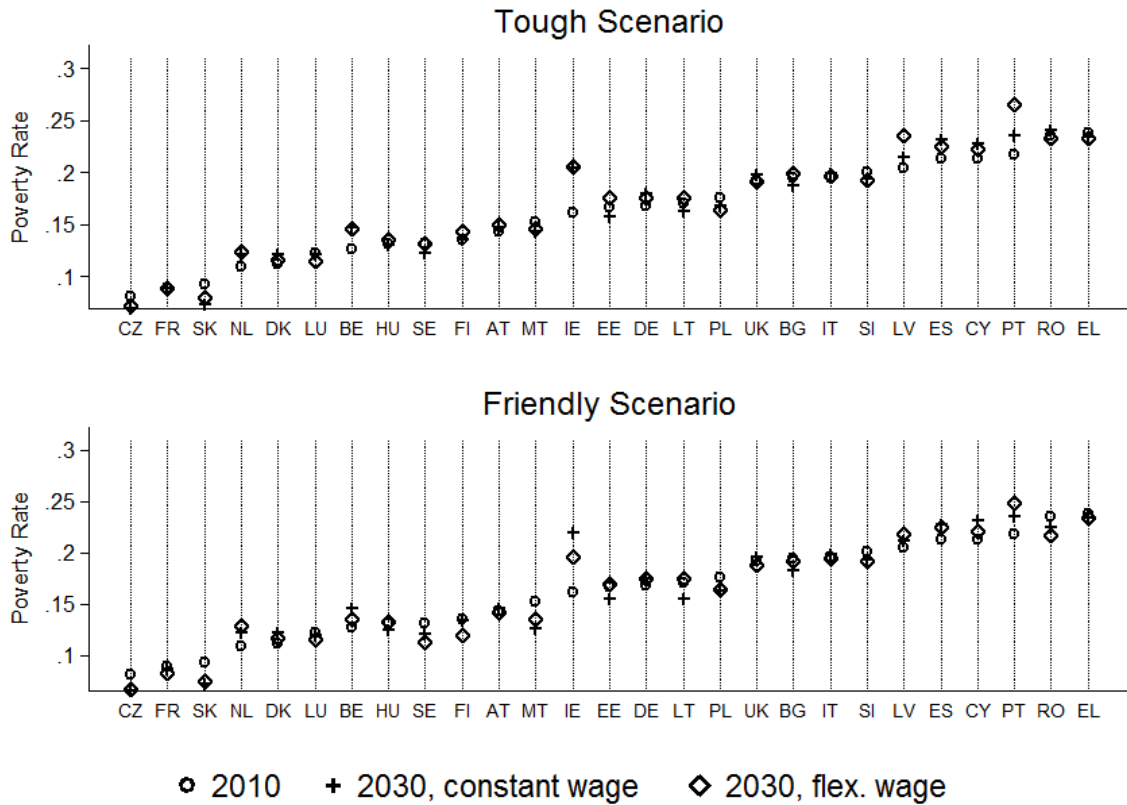 Tough Scenario
Poverty Rate
.3
.25
.2
.15
.1
CZ FR SK NL DK LU BE HU SE FI AT MT IE EE DE LT PL UK BG IT SI LV ES CY PT RO EL
Friendly Scenario
Poverty Rate
.3
.25
.2
.15
.1
CZ FR SK NL DK LU BE HU SE FI AT MT IE EE DE LT PL UK BG IT SI LV ES CY PT RO EL
2010 2030, constant wage 2030, flex. wage